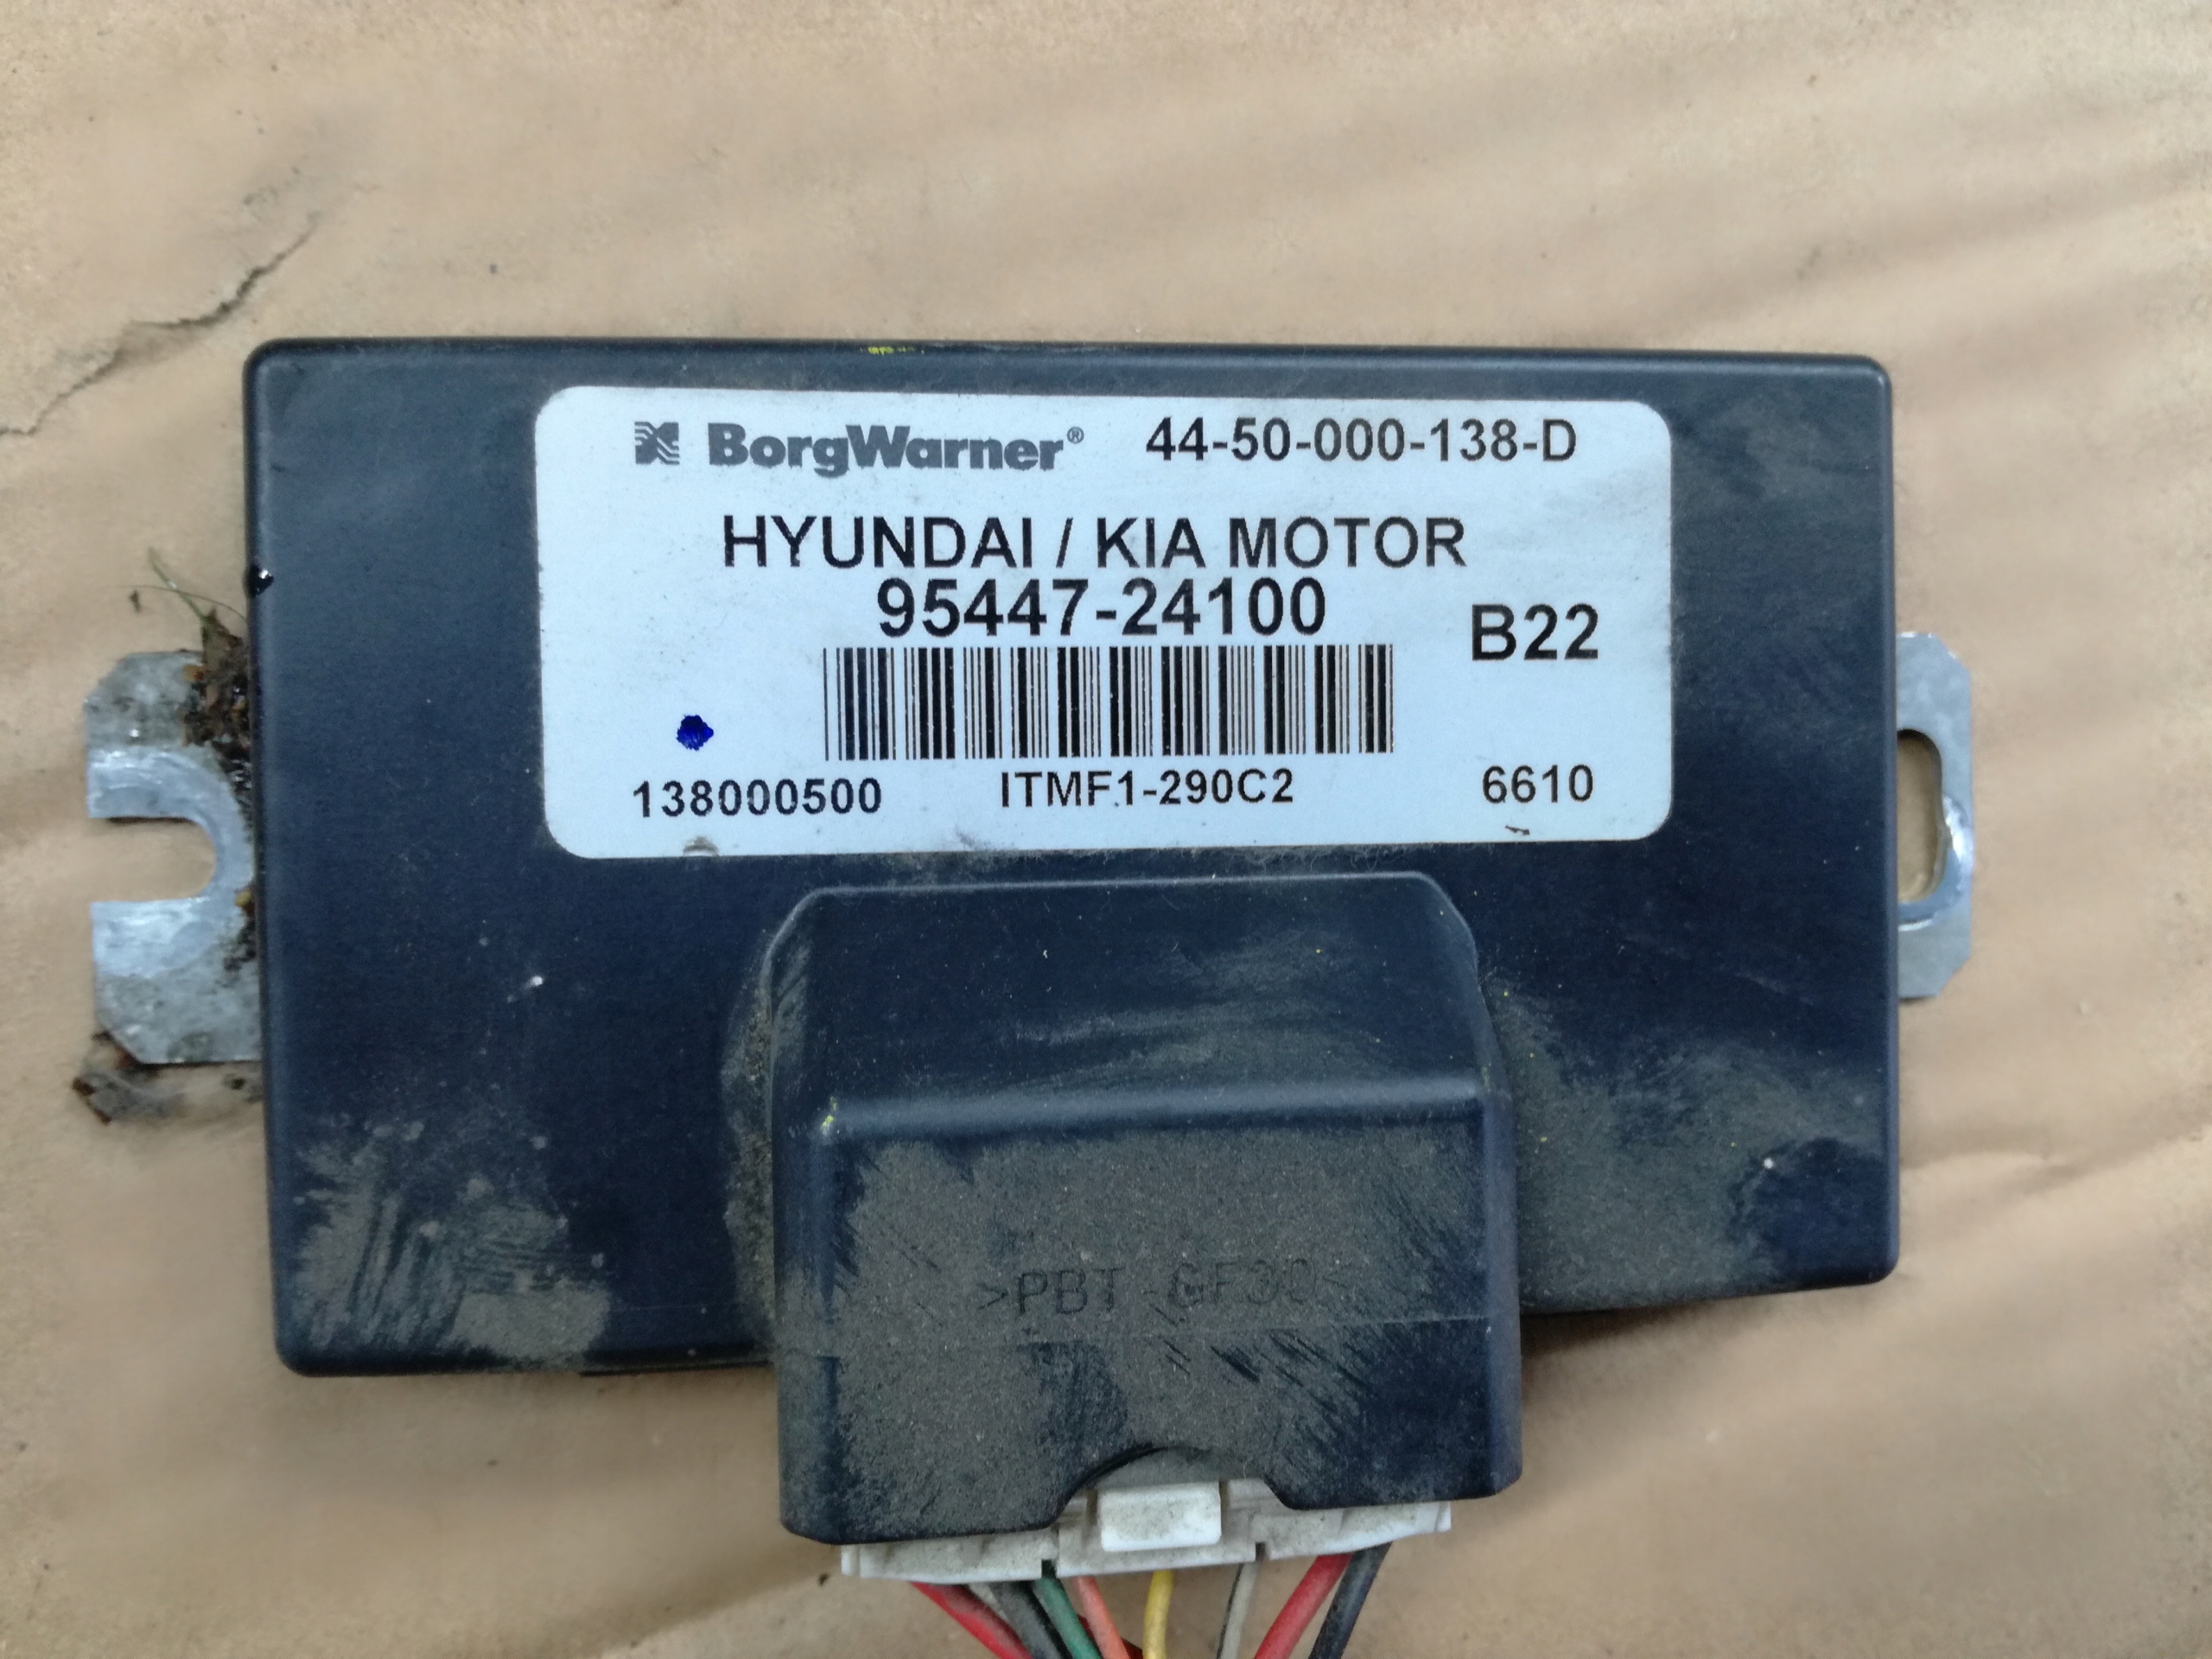 BorgWarner® 44-50-000-138-D
HYUNDAI / KIA MOTOR
95447-24100
B22
138000500 ITMF1-290C2 6610
>PBT-GF30<